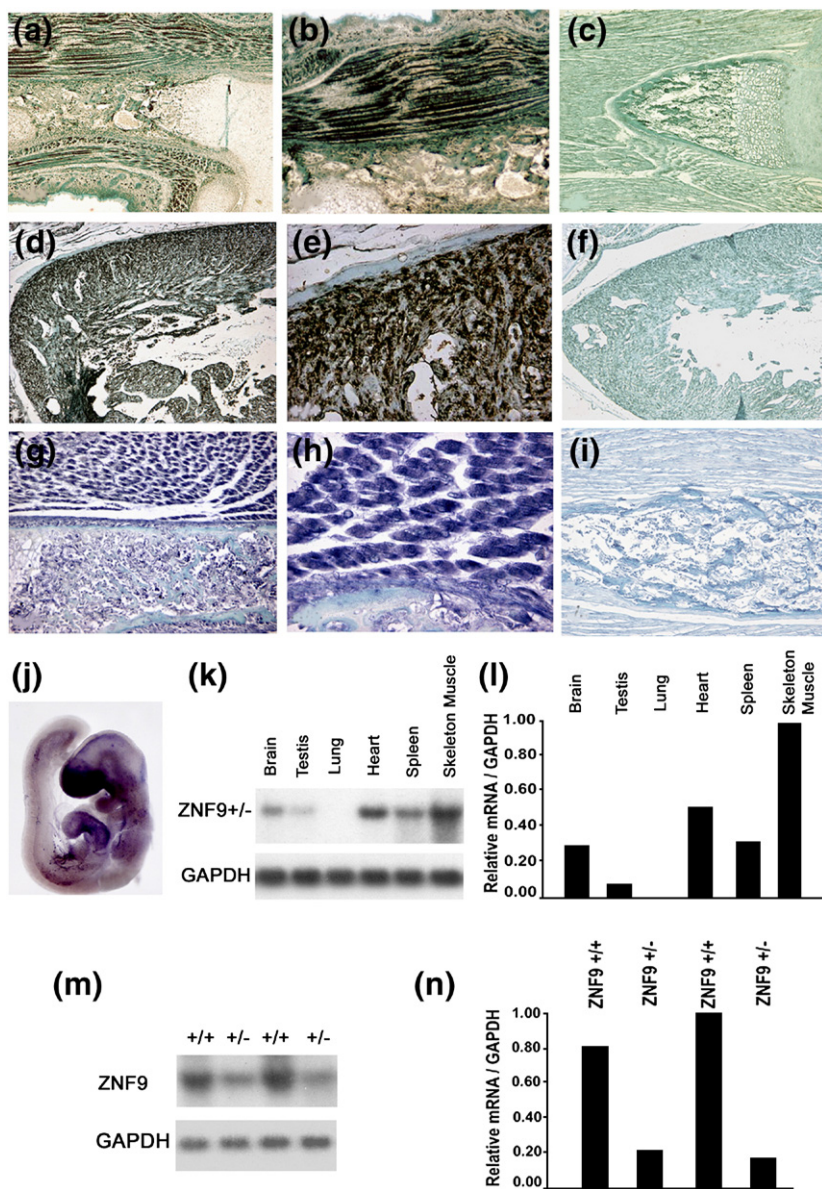 (a)
(b)
(c)
(d)
(e)
(f)
(g)
(h)
(i)
(j)
(k)
Brain
Testis
Lung
Heart
Spleen
Skeleton Muscle
ZNF9+/-
GAPDH
(l)
Brain
Testis
Lung
Heart
Spleen
Skeleton
Muscle
Relative mRNA / GAPDH
1.00
0.80
0.60
0.40
0.20
0.00
(m)
+/+ +/- +/+ +/-
ZNF9
GAPDH
(n)
ZNF9 +/+
ZNF9 +/-
ZNF9 +/+
ZNF9 +/-
Relative mRNA / GAPDH
1.00
0.80
0.60
0.40
0.20
0.00